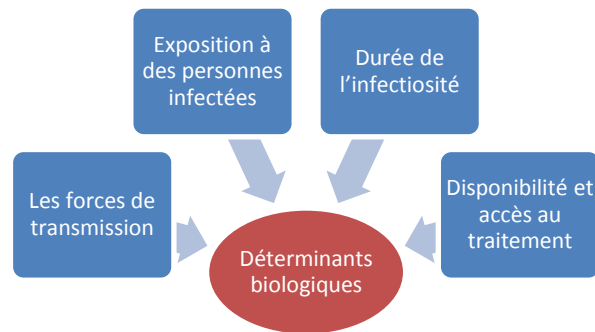 Exposition à
des personnes
infectées
Durée de
l'infectiosité
Les forces de
transmission
Disponibilité et
accès au
traitement
Déterminants
biologiques